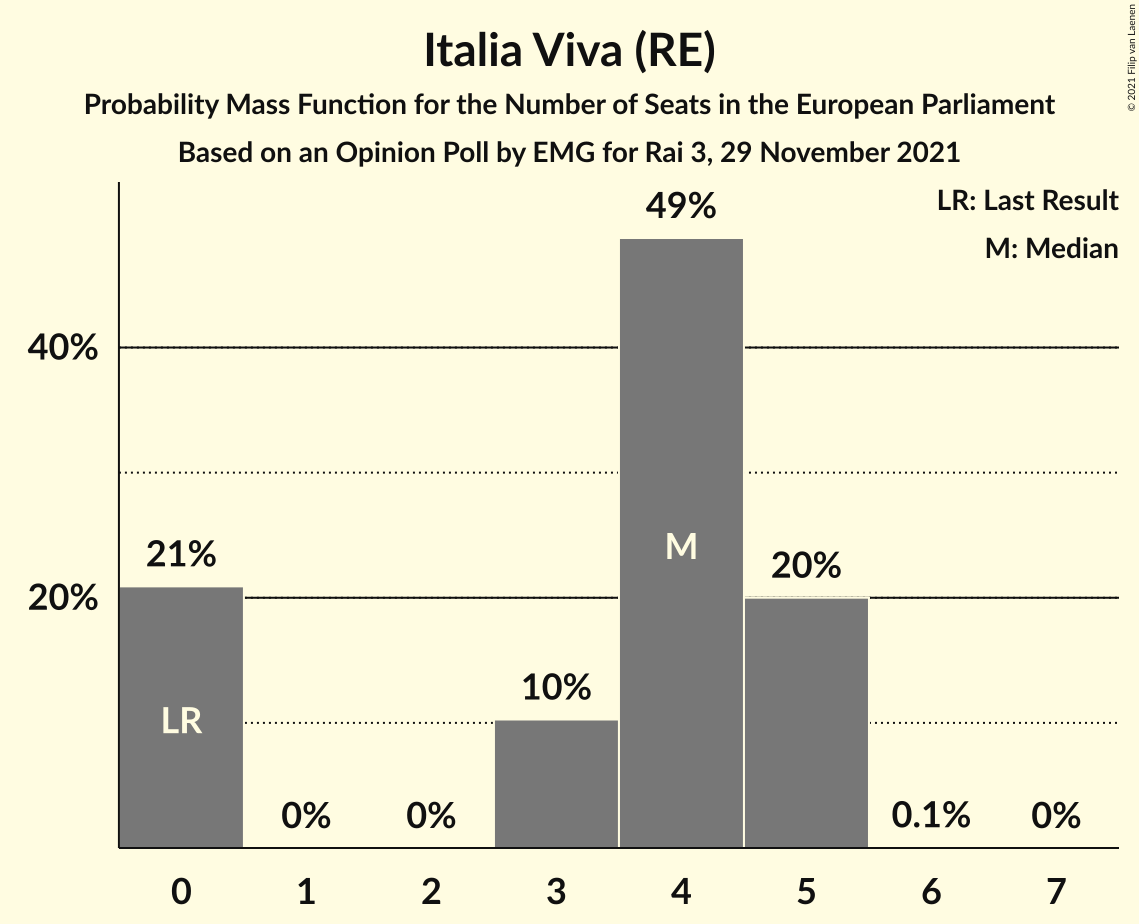 Italia Viva (RE)
Probability Mass Function for the Number of Seats in the European Parliament
Based on an Opinion Poll by EMG for Rai 3, 29 November 2021
© 2021 Filip van Laenen
LR: Last Result
M: Median
49%
40%
M
21%
20%
20%
10%
LR
0%
0%
0.1%
0%
0 1 2 3 4 5 6 7